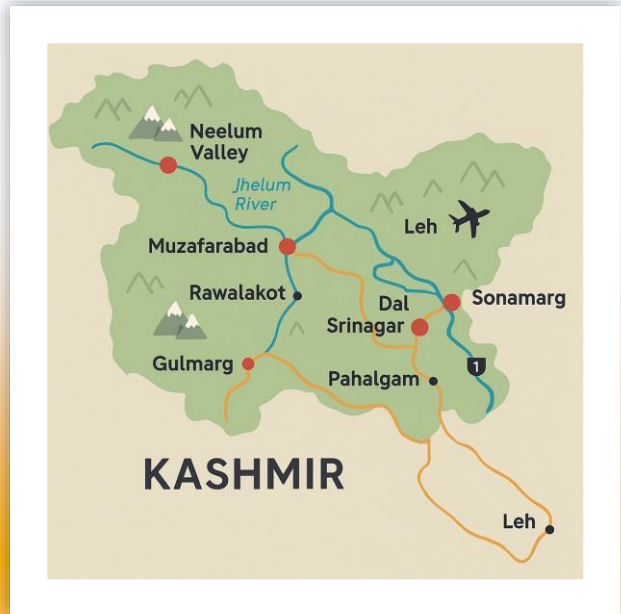 Neelum
Valley
Jhelum
River
Leh
Muzafarabad
Rawalakot
Dal
Sonamarg
Srinagar
Gulmarg
1
Pahalgam
KASHMIR
Leh